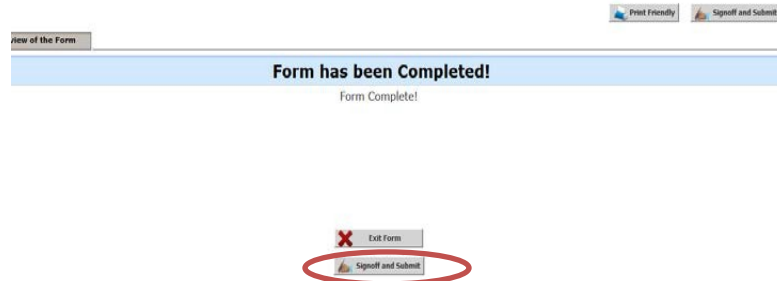 Print Friendly Signoff and Submit
view of the Form
Form has been Completed!
Form Complete!
Exit Form
Signoff and Submit